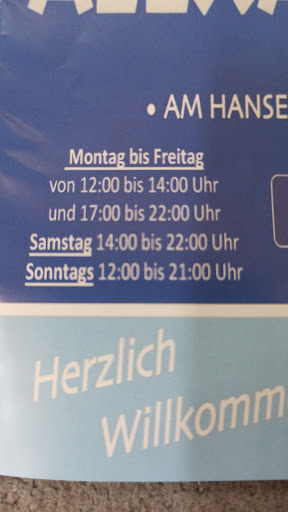 • AM HANSE
Montag bis Freitag
von 12:00 bis 14:00 Uhr
und 17:00 bis 22:00 Uhr
Samstag 14:00 bis 22:00 Uhr
Sonntags 12:00 bis 21:00 Uhr
Herzlich
Willkomm